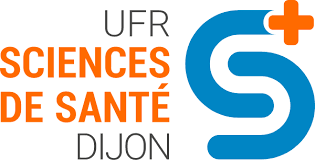 UFR
SCIENCES
DE SANTÉ
DIJON